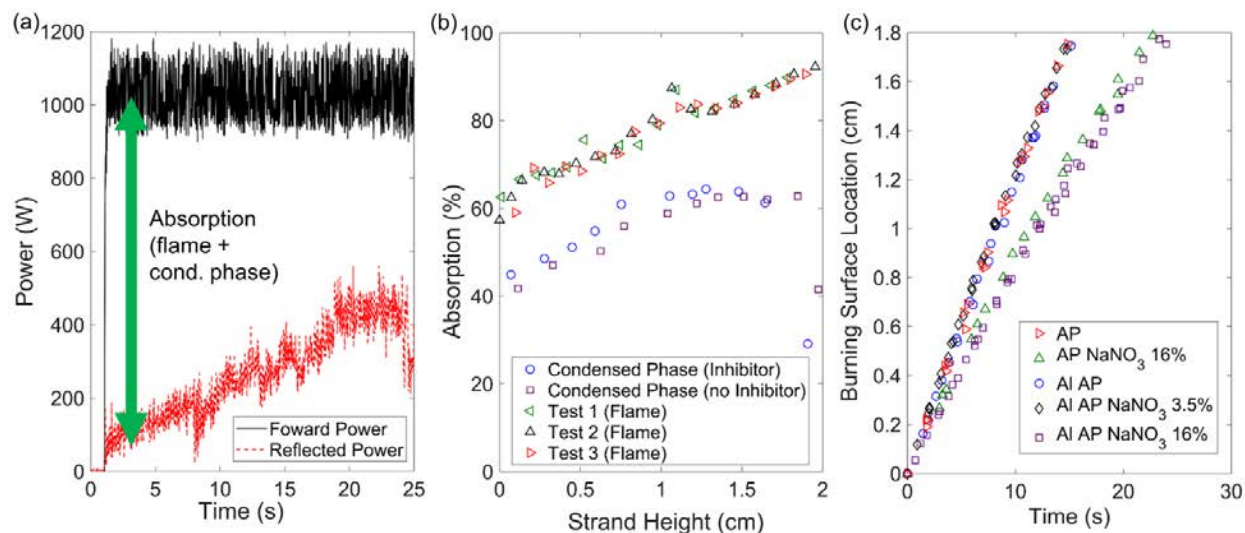 (a)
1200
1000
800
600
400
200
0
Power (W)
Absorption
(flame +
cond. phase)
Foward Power
Reflected Power
0 5 10 15 20 25
Time (s)
(b)
100
80
60
40
20
0
Absorption (%)
Condensed Phase (Inhibitor)
Condensed Phase (no Inhibitor)
Test 1 (Flame)
Test 2 (Flame)
Test 3 (Flame)
0 0.5 1 1.5 2
Strand Height (cm)
(c)
1.8
1.6
1.4
1.2
1.0
0.8
0.6
0.4
0.2
0
Burning Surface Location (cm)
AP
AP NaNO₃ 16%
Al AP
Al AP NaNO₃ 3.5%
Al AP NaNO₃ 16%
0 10 20 30
Time (s)